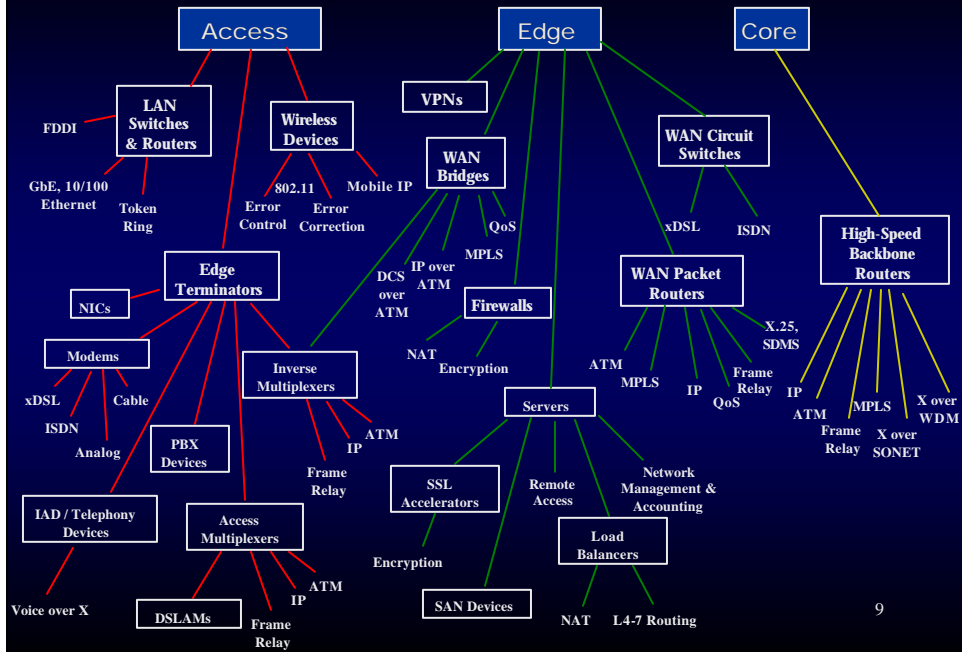 Access
Edge
Core
LAN
Switches
& Routers
Wireless
Devices
VPNs
WAN
Bridges
WAN Circuit
Switches
FDDI
GbE, 10/100
Ethernet
Token
Ring
802.11
Error
Control
Error
Correction
Mobile IP
DCS
over
ATM
IP over
ATM
MPLS
QoS
xDSL
ISDN
High-Speed
Backbone
Routers
Edge
Terminators
NICs
Firewalls
WAN Packet
Routers
NAT
Encryption
ATM
MPLS
IP
QoS
Frame
Relay
X.25,
SDMS
IP
ATM
Frame
Relay
MPLS
X over
SONET
X over
WDM
Modems
xDSL
ISDN
Analog
Cable
Inverse
Multiplexers
Frame
Relay
IP
ATM
PBX
Devices
Servers
SSL
Accelerators
Encryption
Remote
Access
Network
Management &
Accounting
Load
Balancers
NAT
L4-7 Routing
SAN Devices
IAD / Telephony
Devices
Voice over X
Access
Multiplexers
DSLAMs
Frame
Relay
IP
ATM
9